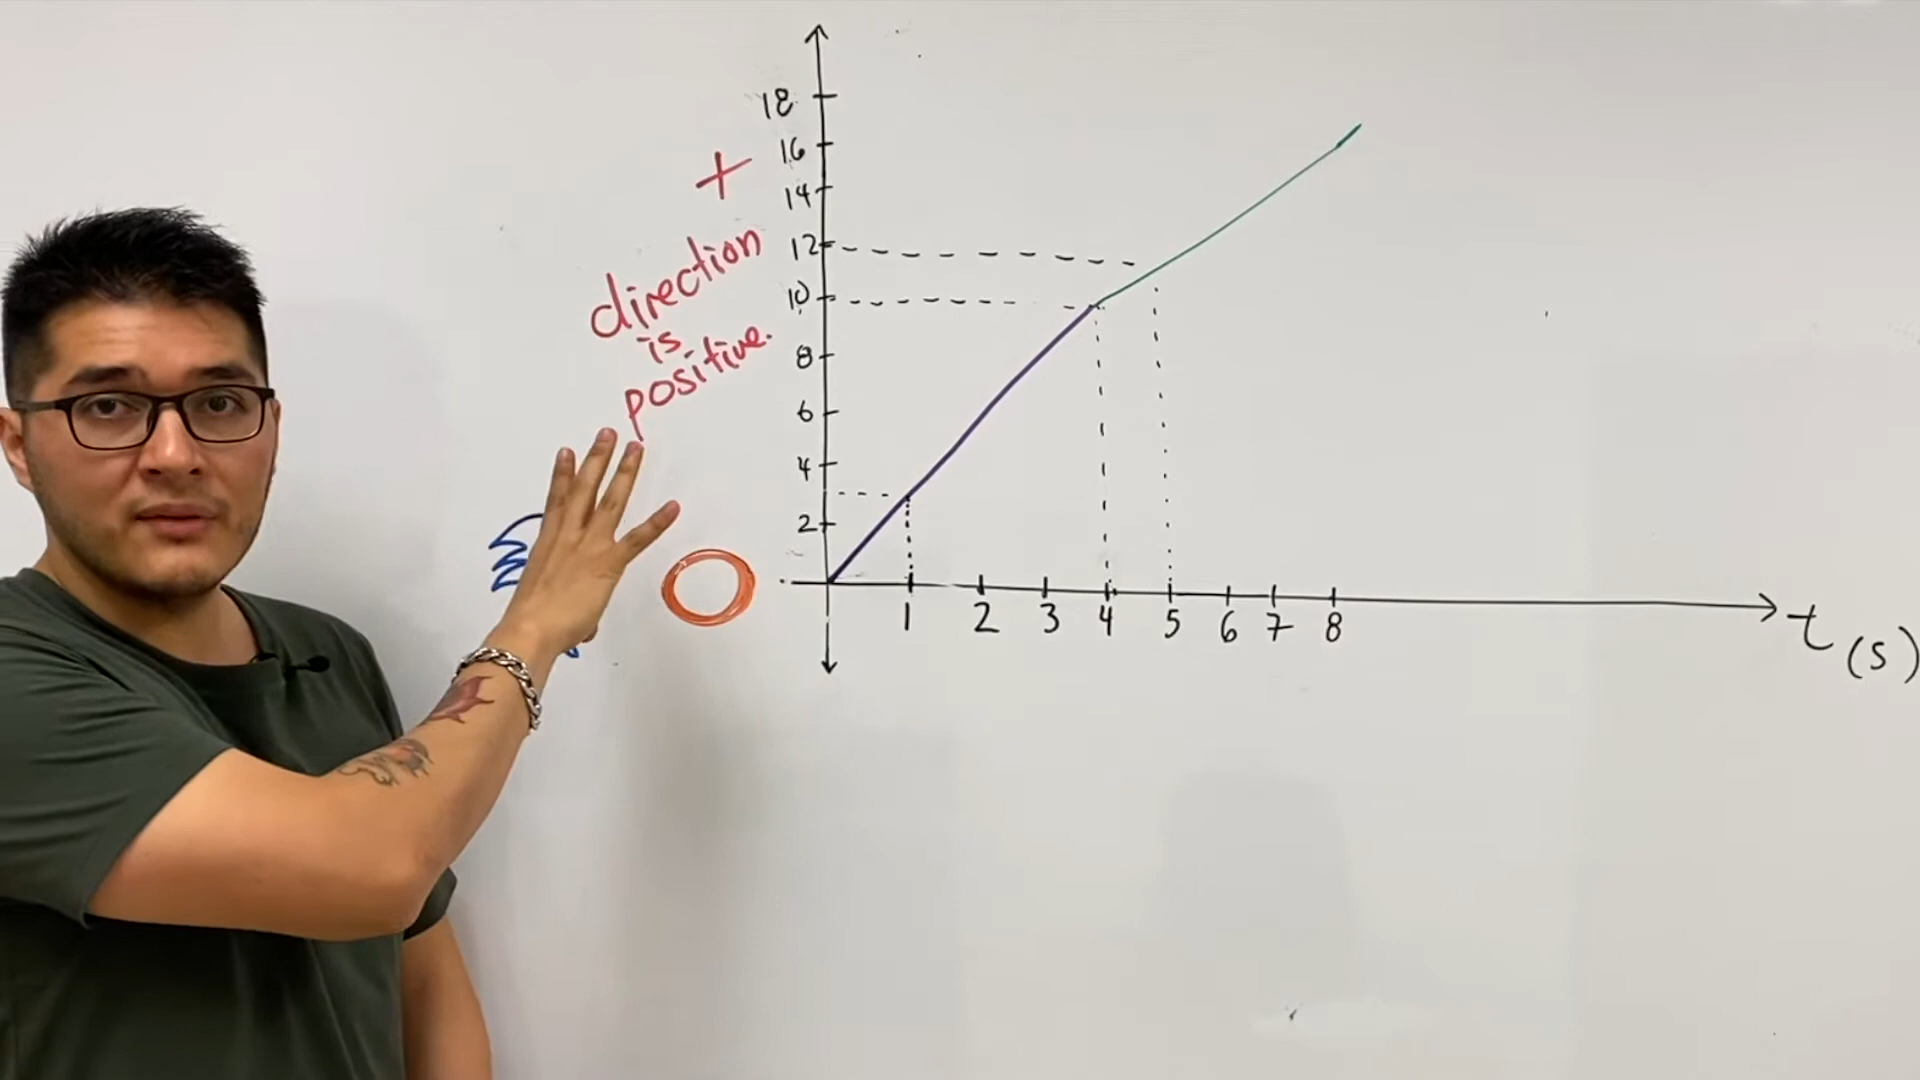 18
16
+
14
12
direction
10
is
8
positive.
6
4
2
1 2 3 4 5 6 7 8
t (s)